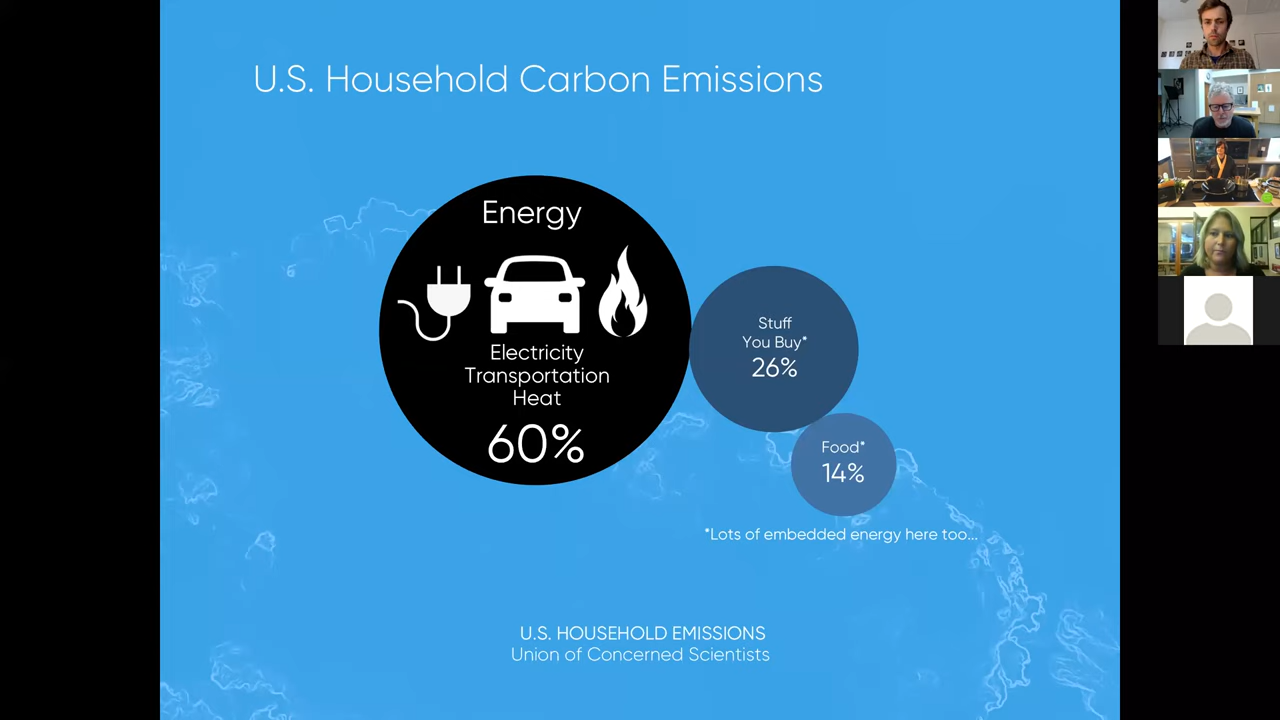 U.S. Household Carbon Emissions
Energy
Electricity
Transportation
Heat
60%
Stuff
You Buy*
26%
Food*
14%
*Lots of embedded energy here too...
U.S. HOUSEHOLD EMISSIONS
Union of Concerned Scientists